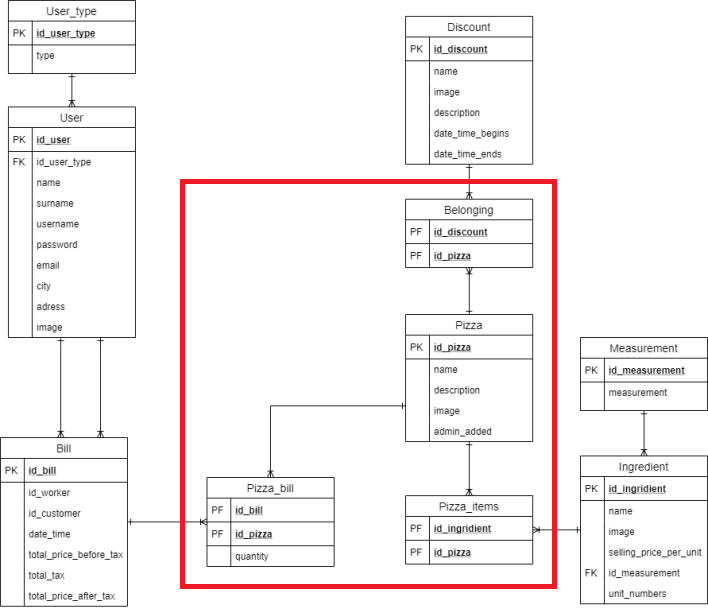 User_type
PK id_user_type
type
User
PK id_user
FK id_user_type
name
surname
username
password
email
city
adress
image
Bill
PK id_bill
id_worker
id_customer
date_time
total_price_before_tax
total_tax
total_price_after_tax
Discount
PK id_discount
name
image
description
date_time_begins
date_time_ends
Belonging
PF id_discount
PF id_pizza
Pizza
PK id_pizza
name
description
image
admin_added
Pizza_bill
PF id_bill
PF id_pizza
quantity
Pizza_items
PF id_ingridient
PF id_pizza
Measurement
PK id_measurement
measurement
Ingredient
PK id_ingridient
name
image
selling_price_per_unit
FK id_measurement
unit_numbers